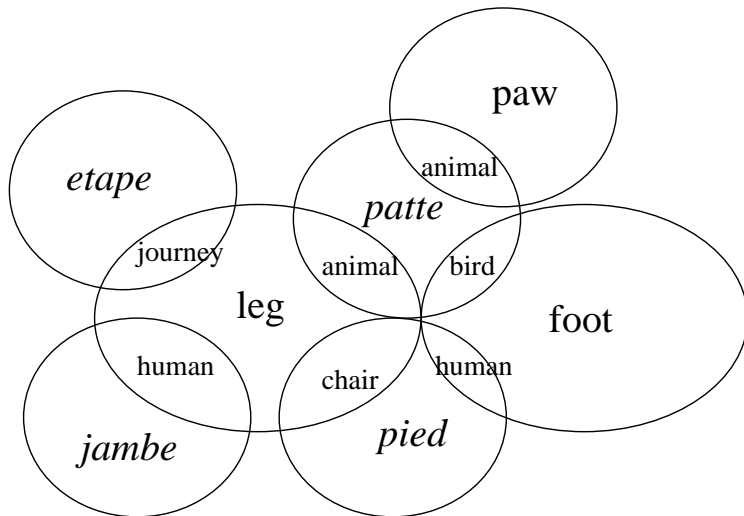 paw
animal
etape
patte
journey
animal
bird
leg
foot
human
chair
human
jambe
pied